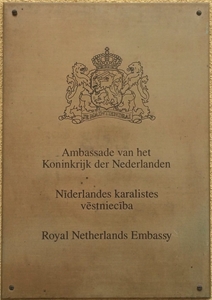 Ambassade van het
Koninkrijk der Nederlanden
Nīderlandes karalistes
vēstniecība
Royal Netherlands Embassy